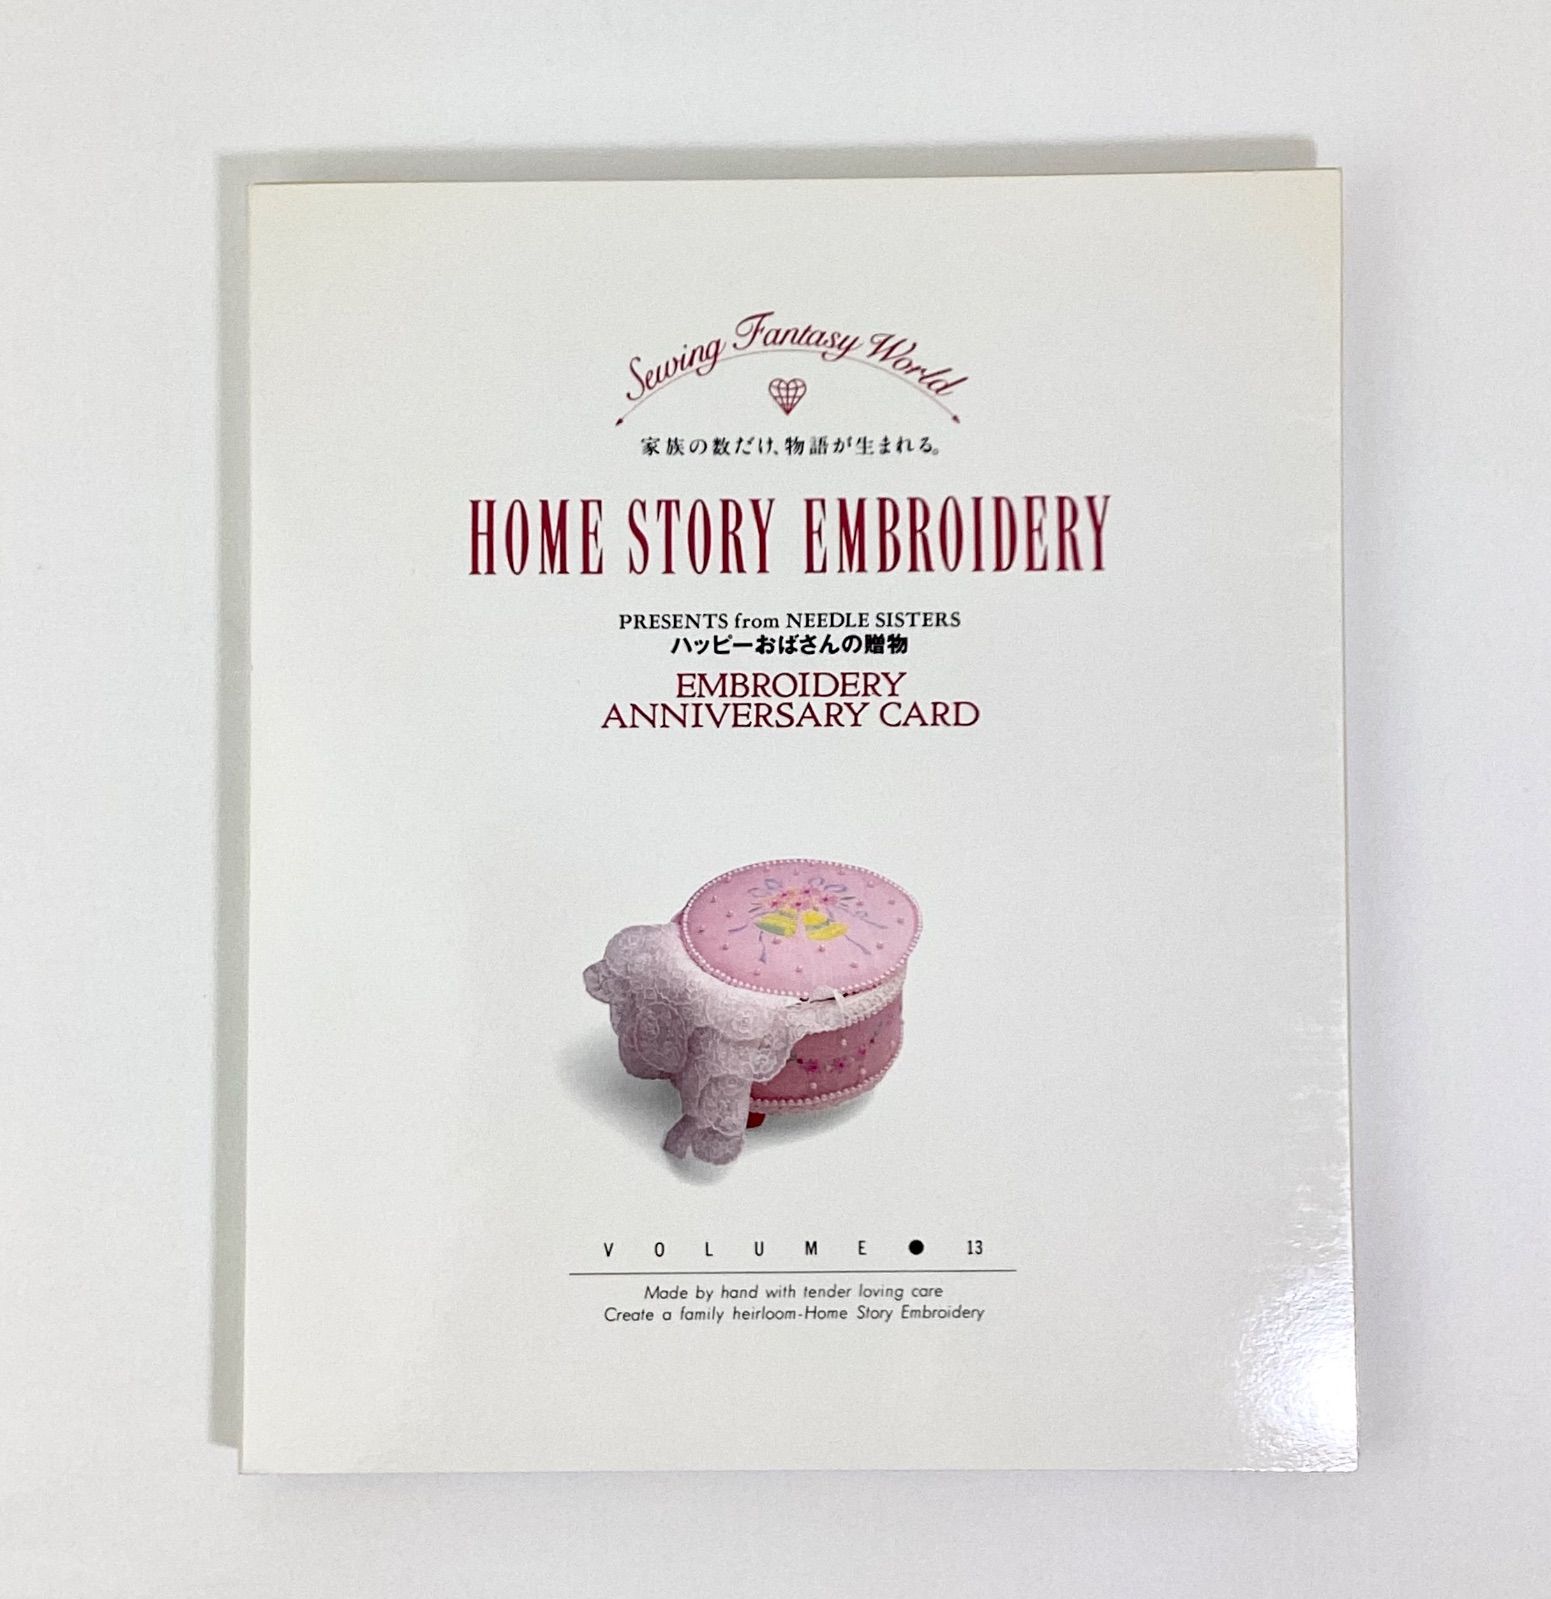 Sewing Fantasy World
家族の数だけ、物語が生まれる。
HOME STORY EMBROIDERY
PRESENTS from NEEDLE SISTERS
ハッピーおばさんの贈物
EMBROIDERY
ANNIVERSARY CARD
VOLUME●13
Made by hand with tender loving care
Create a family heirloom-Home Story Embroidery